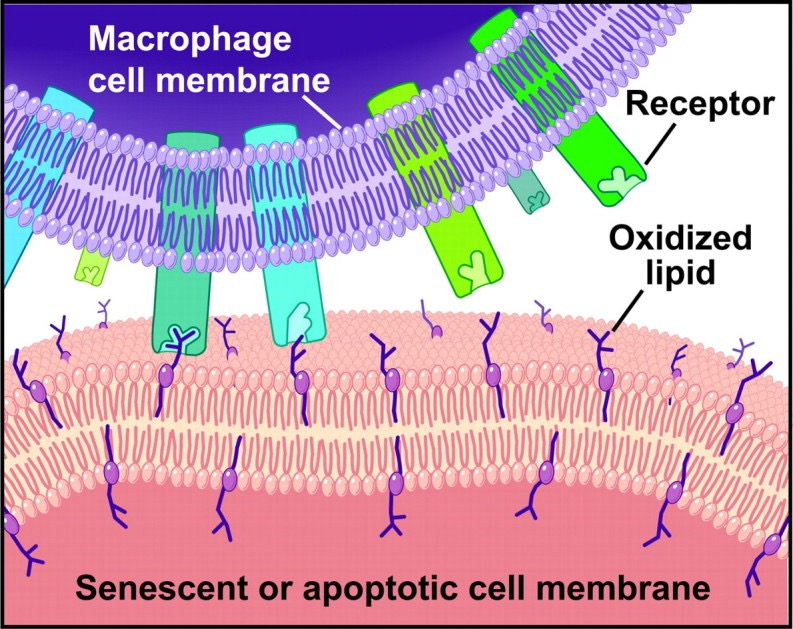 Macrophage
cell membrane
Receptor
Oxidized
lipid
Senescent or apoptotic cell membrane